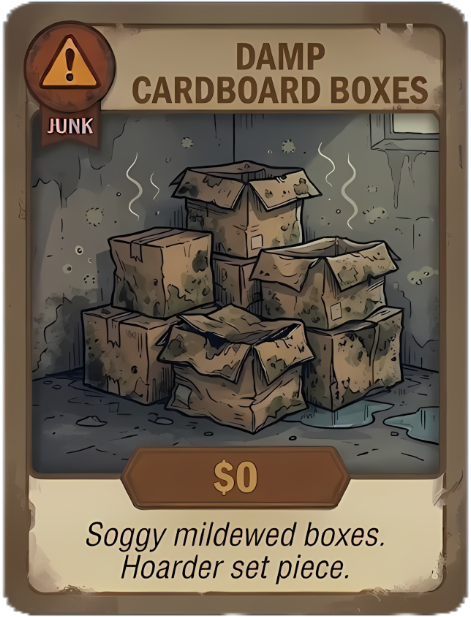 DAMP
CARDBOARD BOXES
JUNK
$0
Soggy mildewed boxes.
Hoarder set piece.